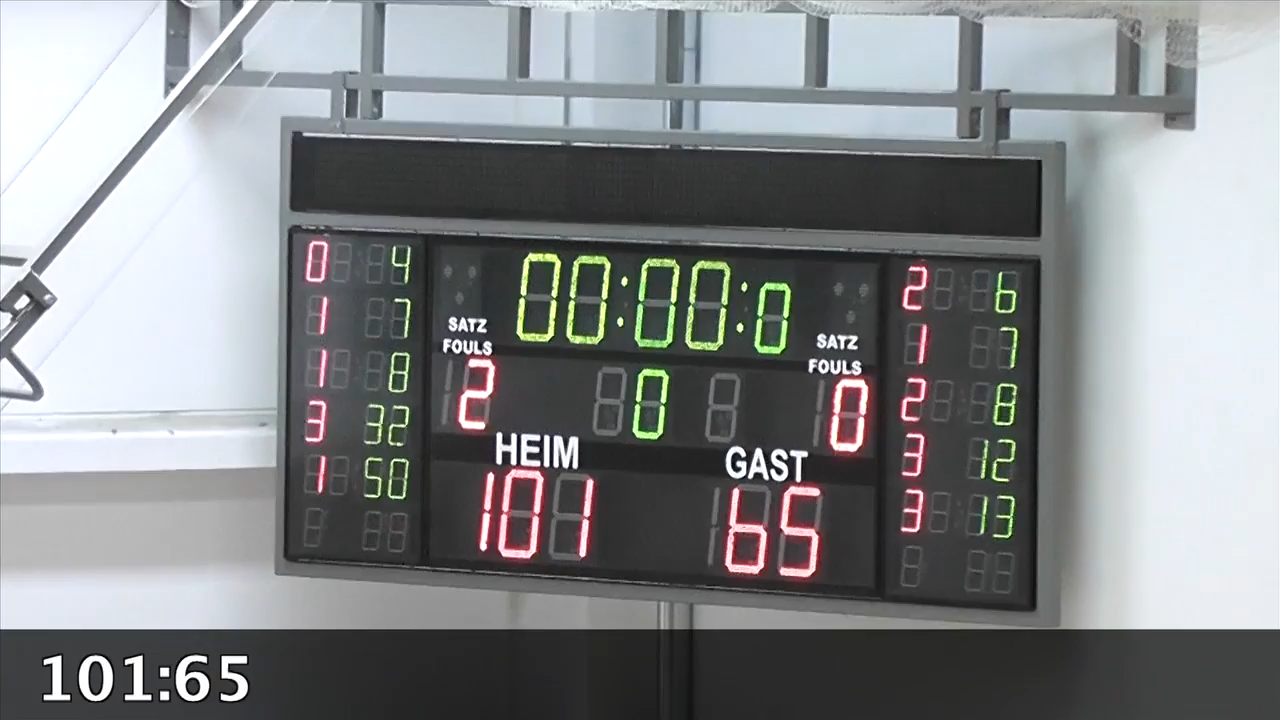 0 4
1 7
1 8
3 32
1 58
00:00:0
SATZ
FOULS
2
0
SATZ
FOULS
0
HEIM
101
GAST
65
2 6
1 7
2 8
3 12
3 13
101:65